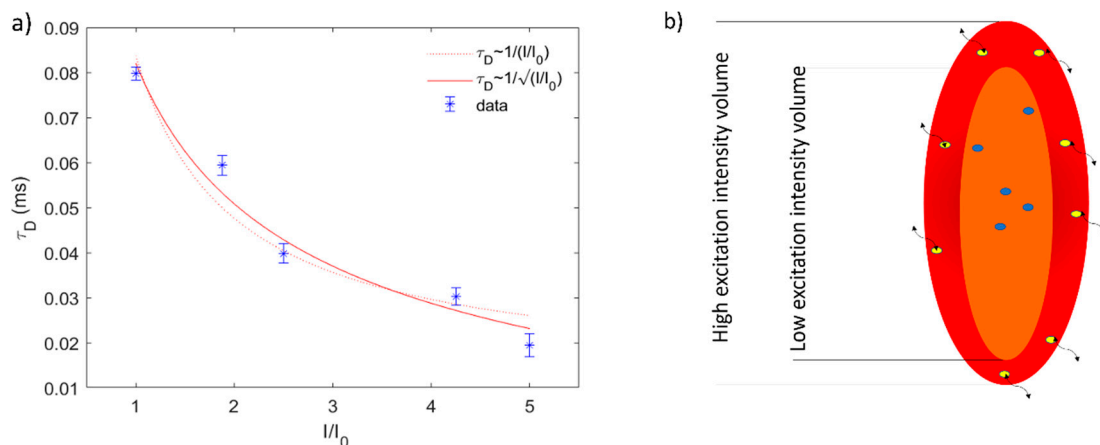 a)
0.09
0.08
0.07
0.06
0.05
0.04
0.03
0.02
0.01
τD (ms)
1
2
3
4
5
I/I0
τD~1/(I/I0)
τD~1/√(I/I0)
data
b)
High excitation intensity volume
Low excitation intensity volume